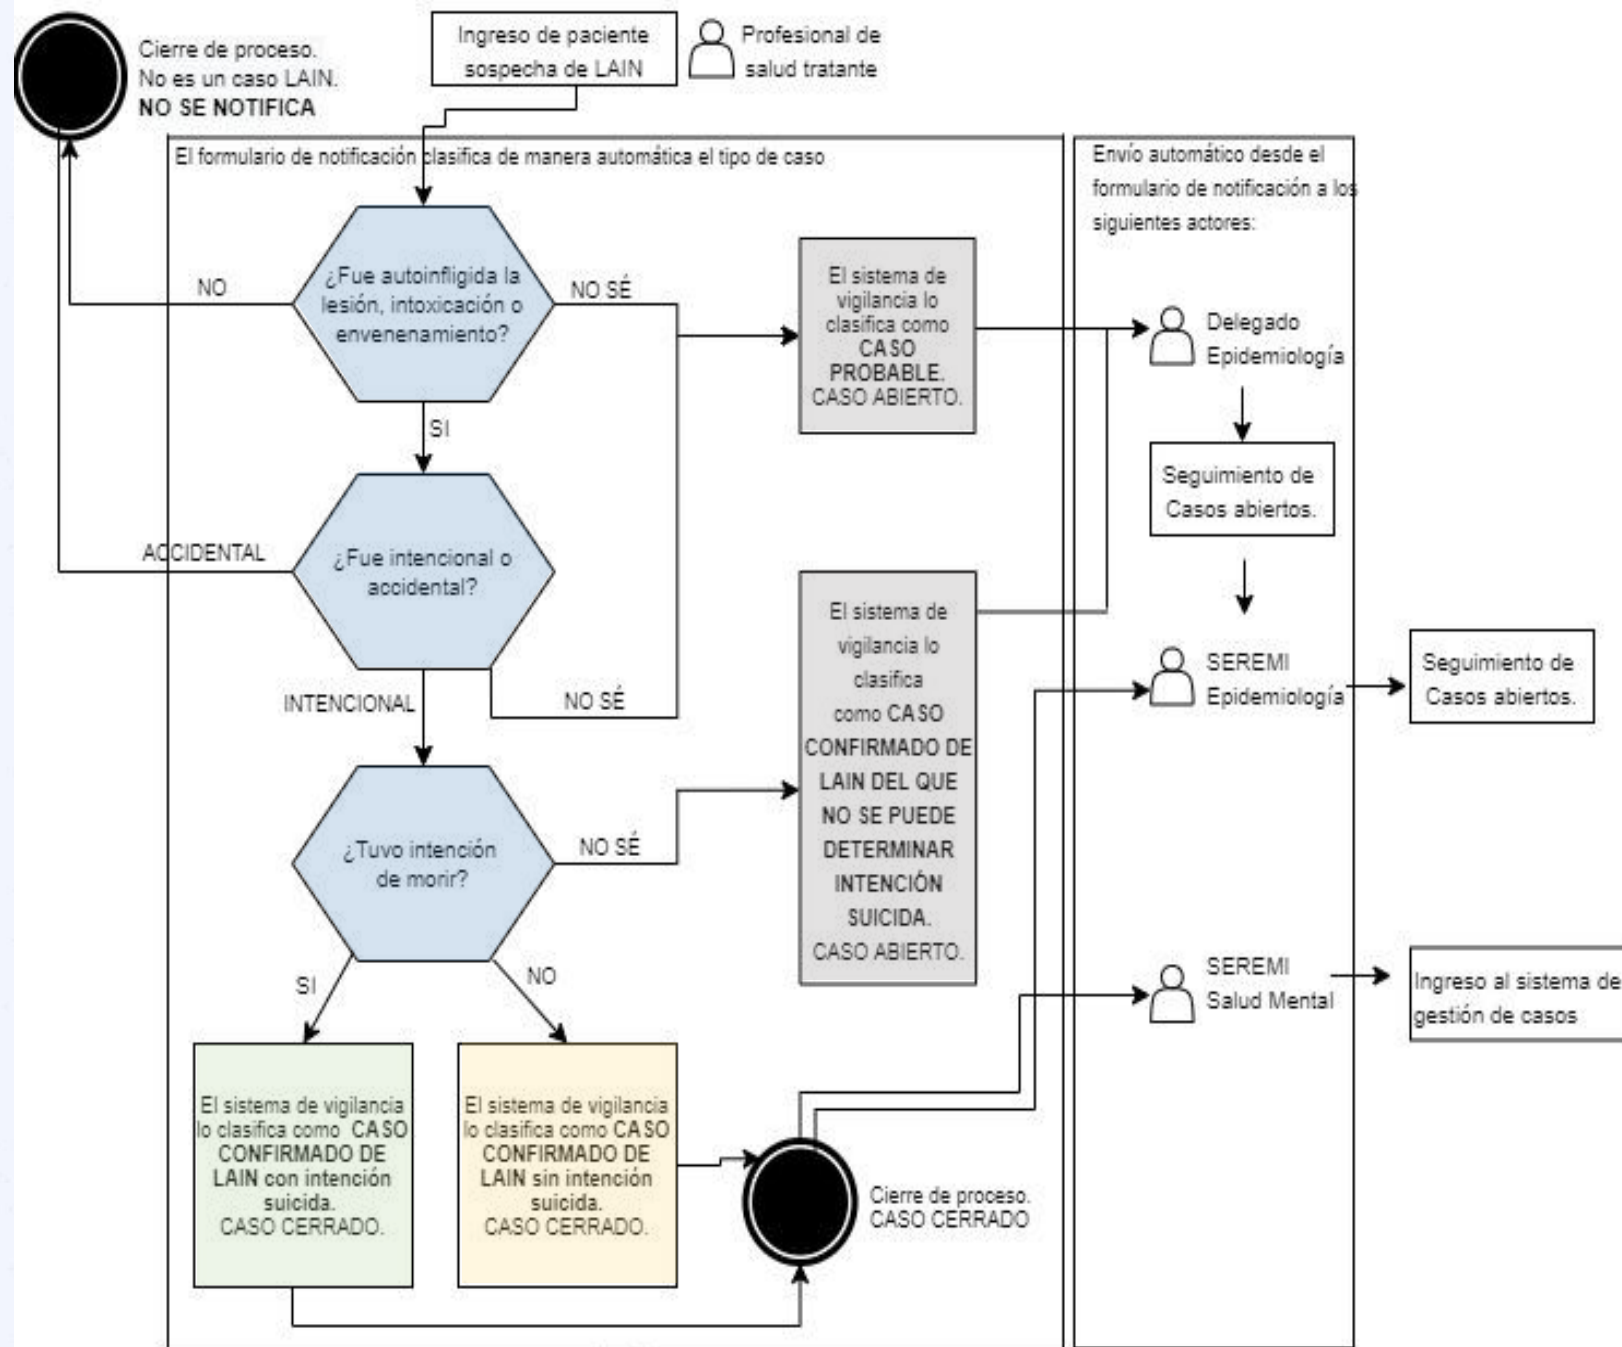 Cierre de proceso.
No es un caso LAIN.
NO SE NOTIFICA
Ingreso de paciente
sospecha de LAIN
Profesional de
salud tratante
El formulario de notificación clasifica de manera automática el tipo de caso
Envío automático desde el
formulario de notificación a los
siguientes actores:
¿Fue autoinfligida la
lesión, intoxicación o
envenenamiento?
NO
NO SÉ
SI
El sistema de
vigilancia lo
clasifica como
CASO
PROBABLE.
CASO ABIERTO.
Delegado
Epidemiología
Seguimiento de
Casos abiertos.
ACCIDENTAL
¿Fue intencional o
accidental?
INTENCIONAL
NO SÉ
El sistema de
vigilancia lo
clasifica
como CASO
CONFIRMADO DE
LAIN DEL QUE
NO SE PUEDE
DETERMINAR
INTENCIÓN
SUICIDA.
CASO ABIERTO.
SEREMI
Epidemiología
Seguimiento de
Casos abiertos.
¿Tuvo intención
de morir?
NO SÉ
SI
NO
SEREMI
Salud Mental
Ingreso al sistema de
gestión de casos
El sistema de vigilancia
lo clasifica como CASO
CONFIRMADO DE
LAIN con intención
suicida.
CASO CERRADO.
El sistema de vigilancia
lo clasifica como CASO
CONFIRMADO DE
LAIN sin intención
suicida.
CASO CERRADO.
Cierre de proceso.
CASO CERRADO